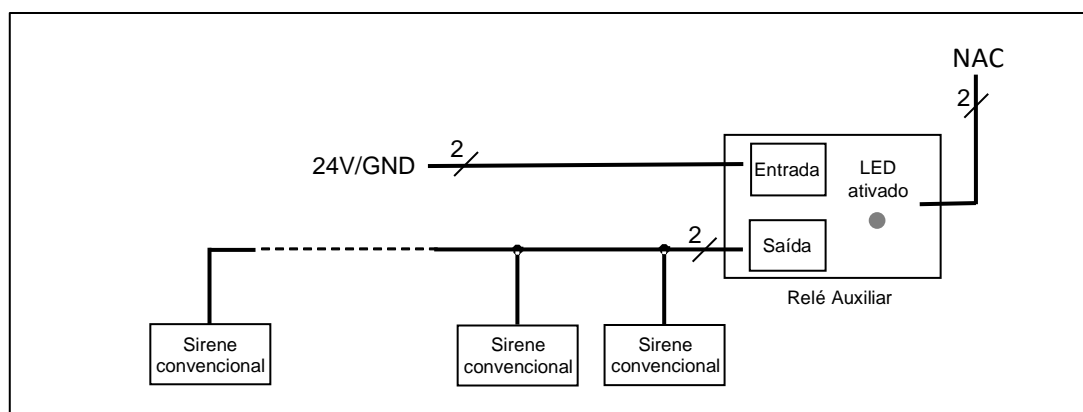 NAC
2
2
24V/GND
Entrada
LED
ativado
2
Saída
Relé Auxiliar
Sirene
convencional
Sirene
convencional
Sirene
convencional